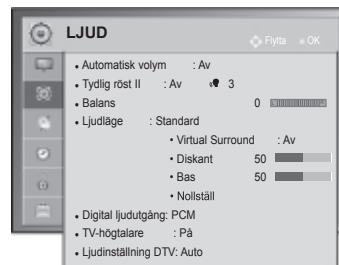 LJUD
Flytta OK
• Automatisk volym : Av
• Tydlig röst II : Av 3
• Balans 0
• Ljudläge : Standard
• Virtual Surround : Av
• Diskant 50
• Bas 50
• Nollställ
• Digital ljudutgång: PCM
• TV-högtalare : På
• Ljudinställning DTV: Auto